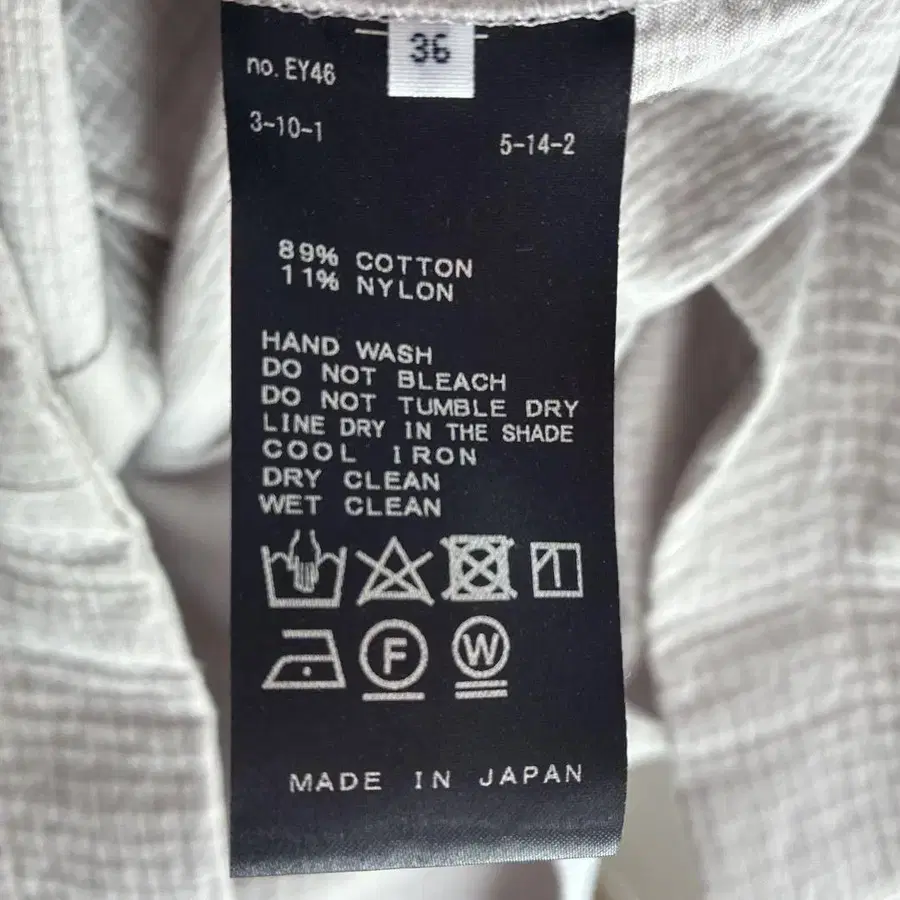 36
no. EY46
3-10-1
5-14-2
89% COTTON
11% NYLON
HAND WASH
DO NOT BLEACH
DO NOT TUMBLE DRY
LINE DRY IN THE SHADE
COOL IRON
DRY CLEAN
WET CLEAN
F
W
MADE IN JAPAN